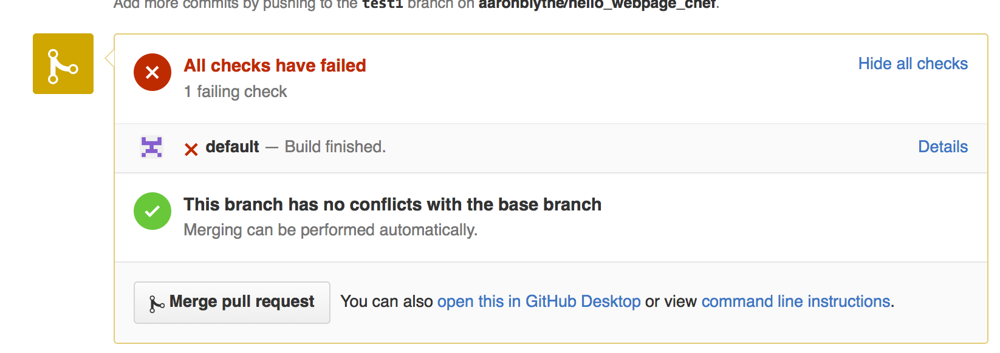 Add more commits by pushing to the test1 branch on aaronblythe/hello_webpage_chef.
All checks have failed
Hide all checks
1 failing check
default — Build finished.
Details
This branch has no conflicts with the base branch
Merging can be performed automatically.
Merge pull request You can also open this in GitHub Desktop or view command line instructions.